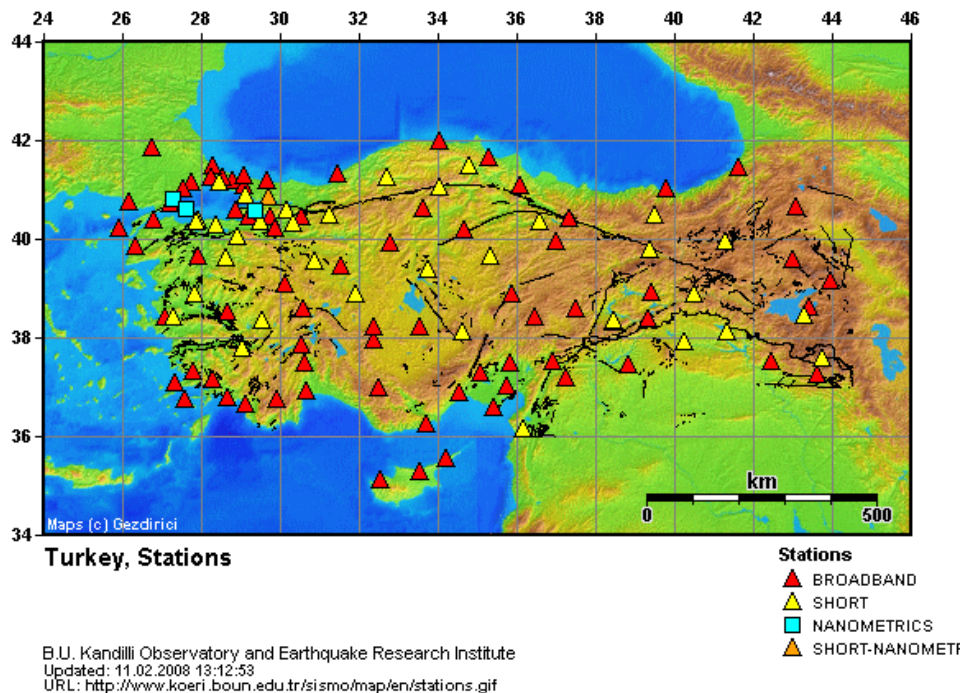 24 26 28 30 32 34 36 38 40 42 44 46
44
42
40
38
36
34
km
0 500
Maps (c) Gezdirici
Turkey, Stations
Stations
BROADBAND
SHORT
NANOMETRICS
SHORT-NANOMETR
B.U. Kandilli Observatory and Earthquake Research Institute
Updated: 11.02.2008 13:12:53
URL: http://www.koeri.boun.edu.tr/sismo/map/en/stations.gif